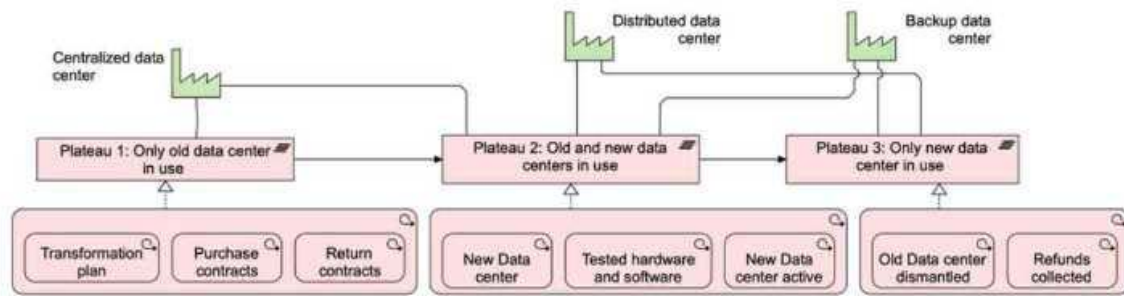 Distributed data
center
Backup data
center
Centralized data
center
Plateau 1: Only old data center
in use
Plateau 2: Old and new data
centers in use
Plateau 3: Only new data
center in use
Transformation
plan
Purchase
contracts
Return
contracts
New Data
center
Tested hardware
and software
New Data
center active
Old Data center
dismantled
Refunds
collected